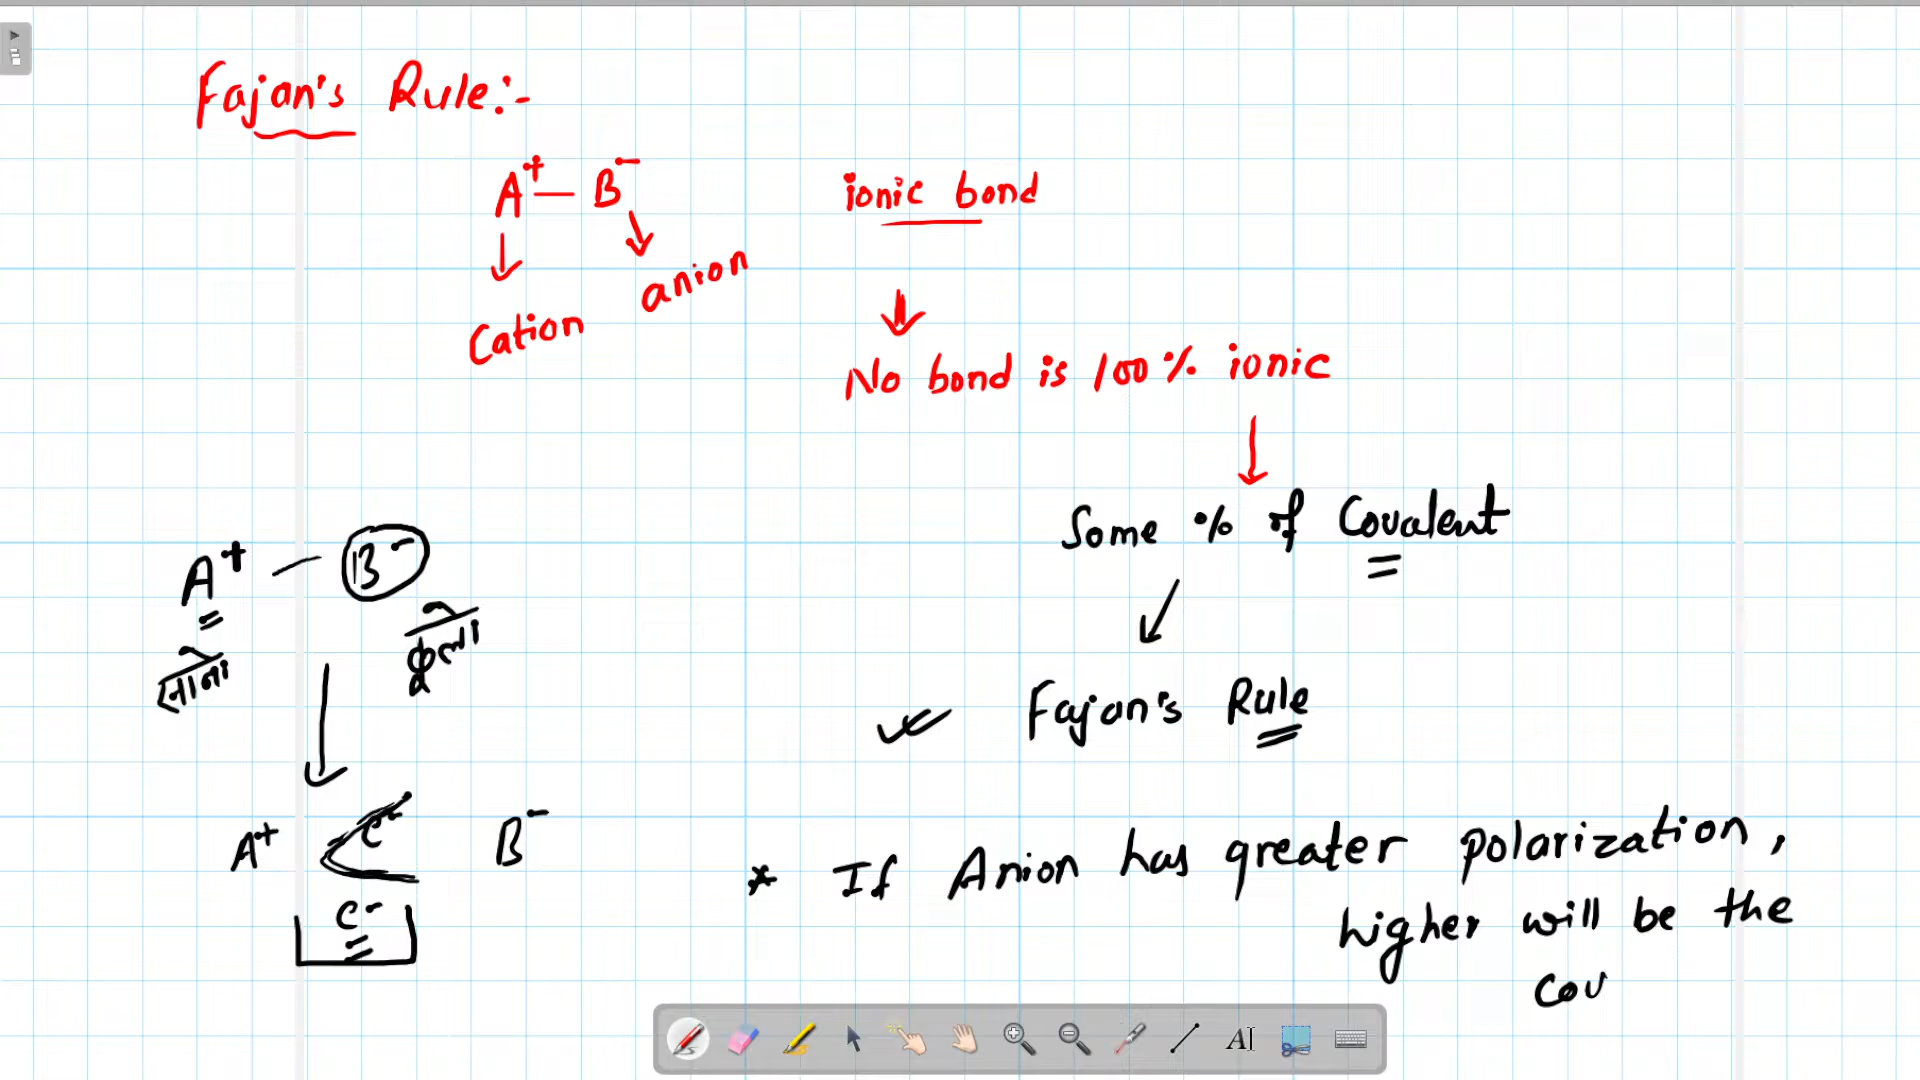 Fajan's Rule:-
A⁺ — B⁻
ionic bond
Cation
anion
No bond is 100% ionic
Some % of Covalent
A⁺ — B⁻
Fajan's Rule
A⁺ e⁻ B⁻
e⁻
* If Anion has greater polarization,
higher will be the
cov
AI